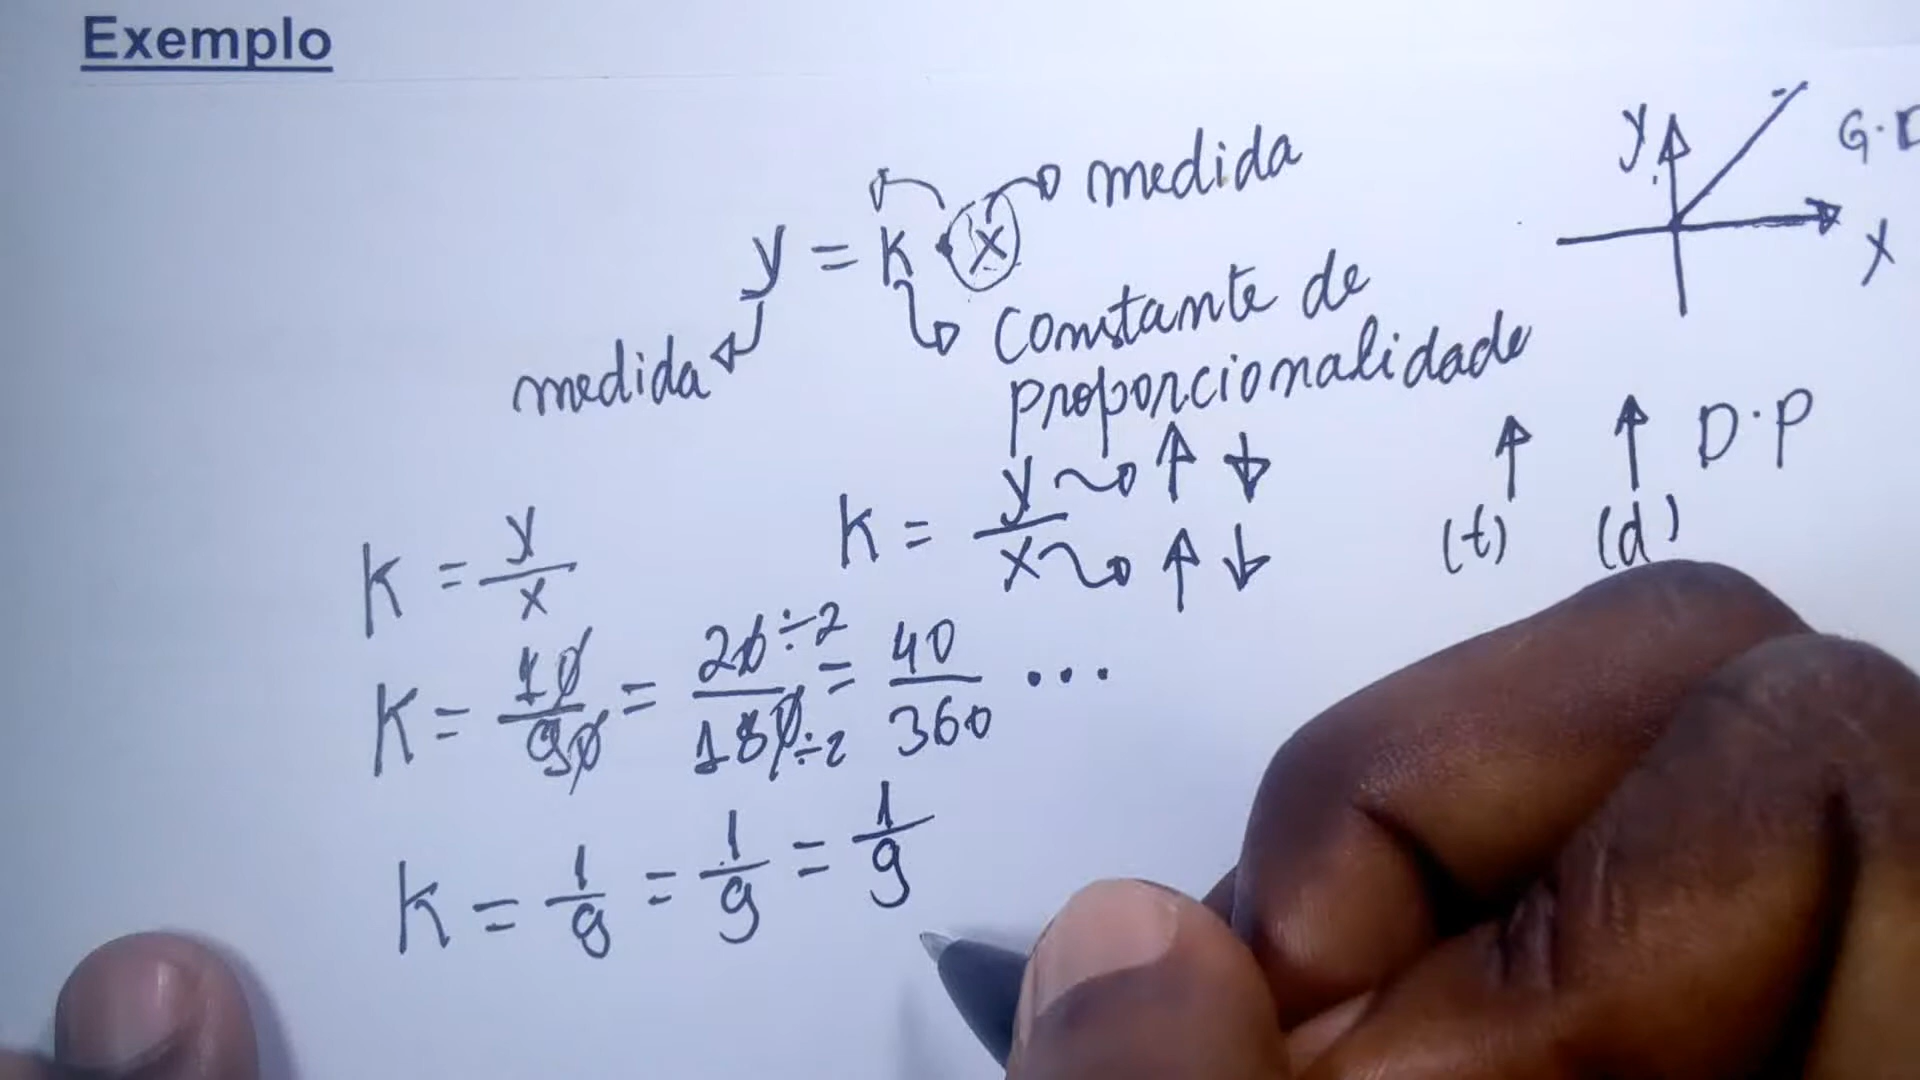 Exemplo
y = k · x
medida
medida
Constante de
proporcionalidade
y
x
G.
k = y/x
k = y/x
(t) (d) D.P
k = 10/90 = 20÷2/180÷2 = 40/360 ...
k = 1/9 = 1/9 = 1/9